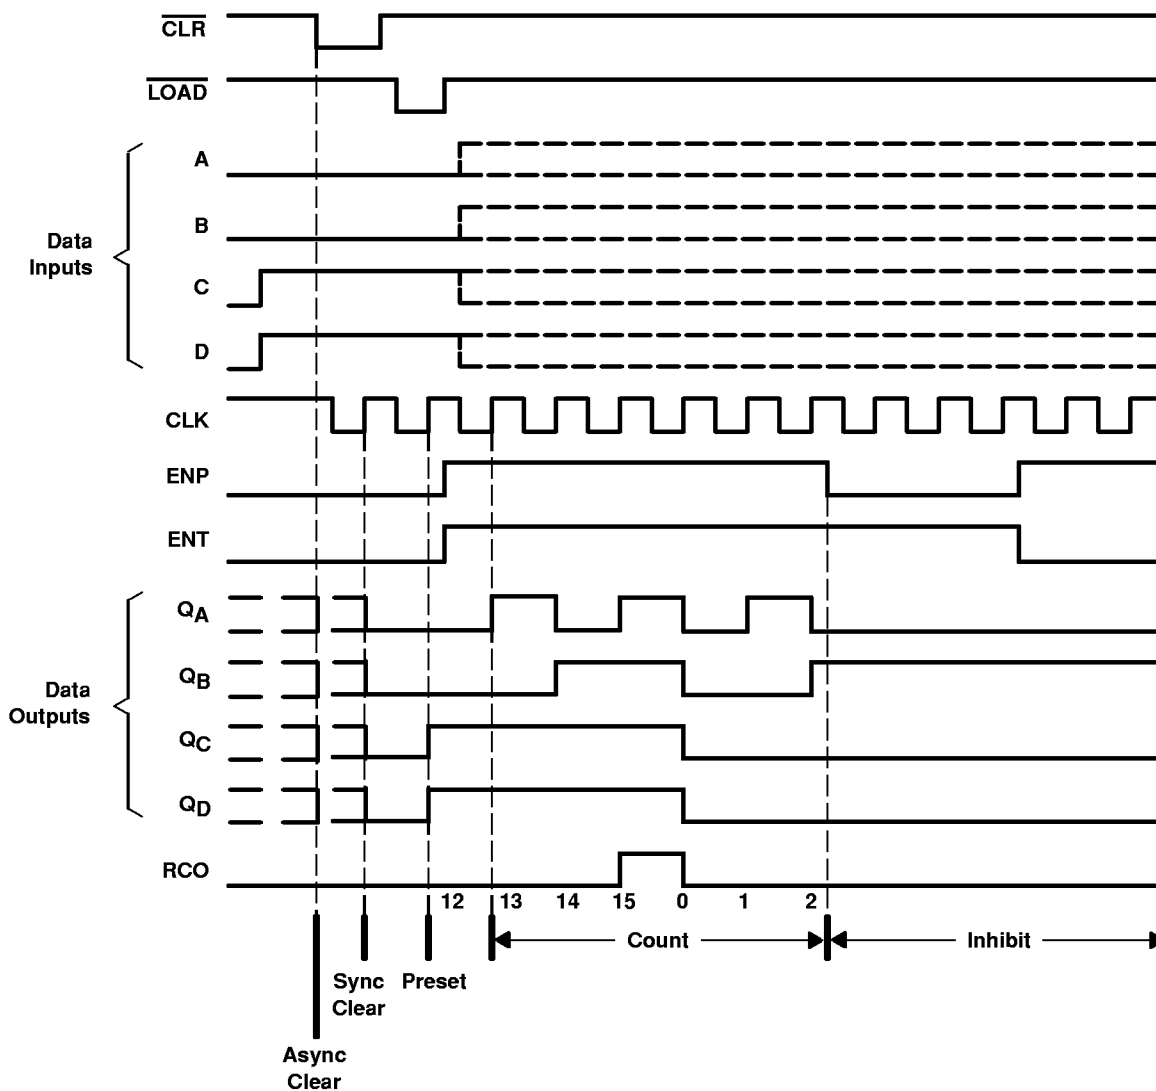 CLR
LOAD
A
B
Data
Inputs
C
D
CLK
ENP
ENT
QA
QB
Data
Outputs
QC
QD
RCO
12 13 14 15 0 1 2
Count Inhibit
Sync
Clear
Preset
Async
Clear